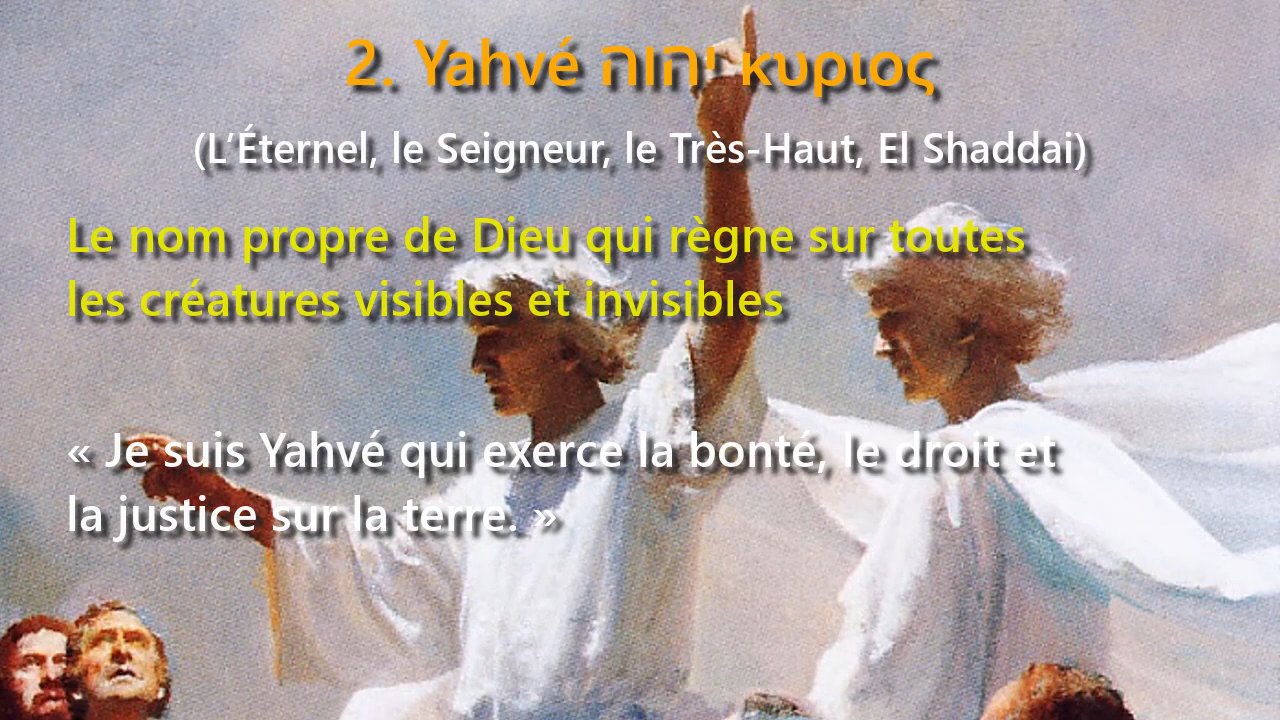 2. Yahvé יהוה κυριος
(L’Éternel, le Seigneur, le Très-Haut, El Shaddai)
Le nom propre de Dieu qui règne sur toutes
les créatures visibles et invisibles
« Je suis Yahvé qui exerce la bonté, le droit et
la justice sur la terre. »